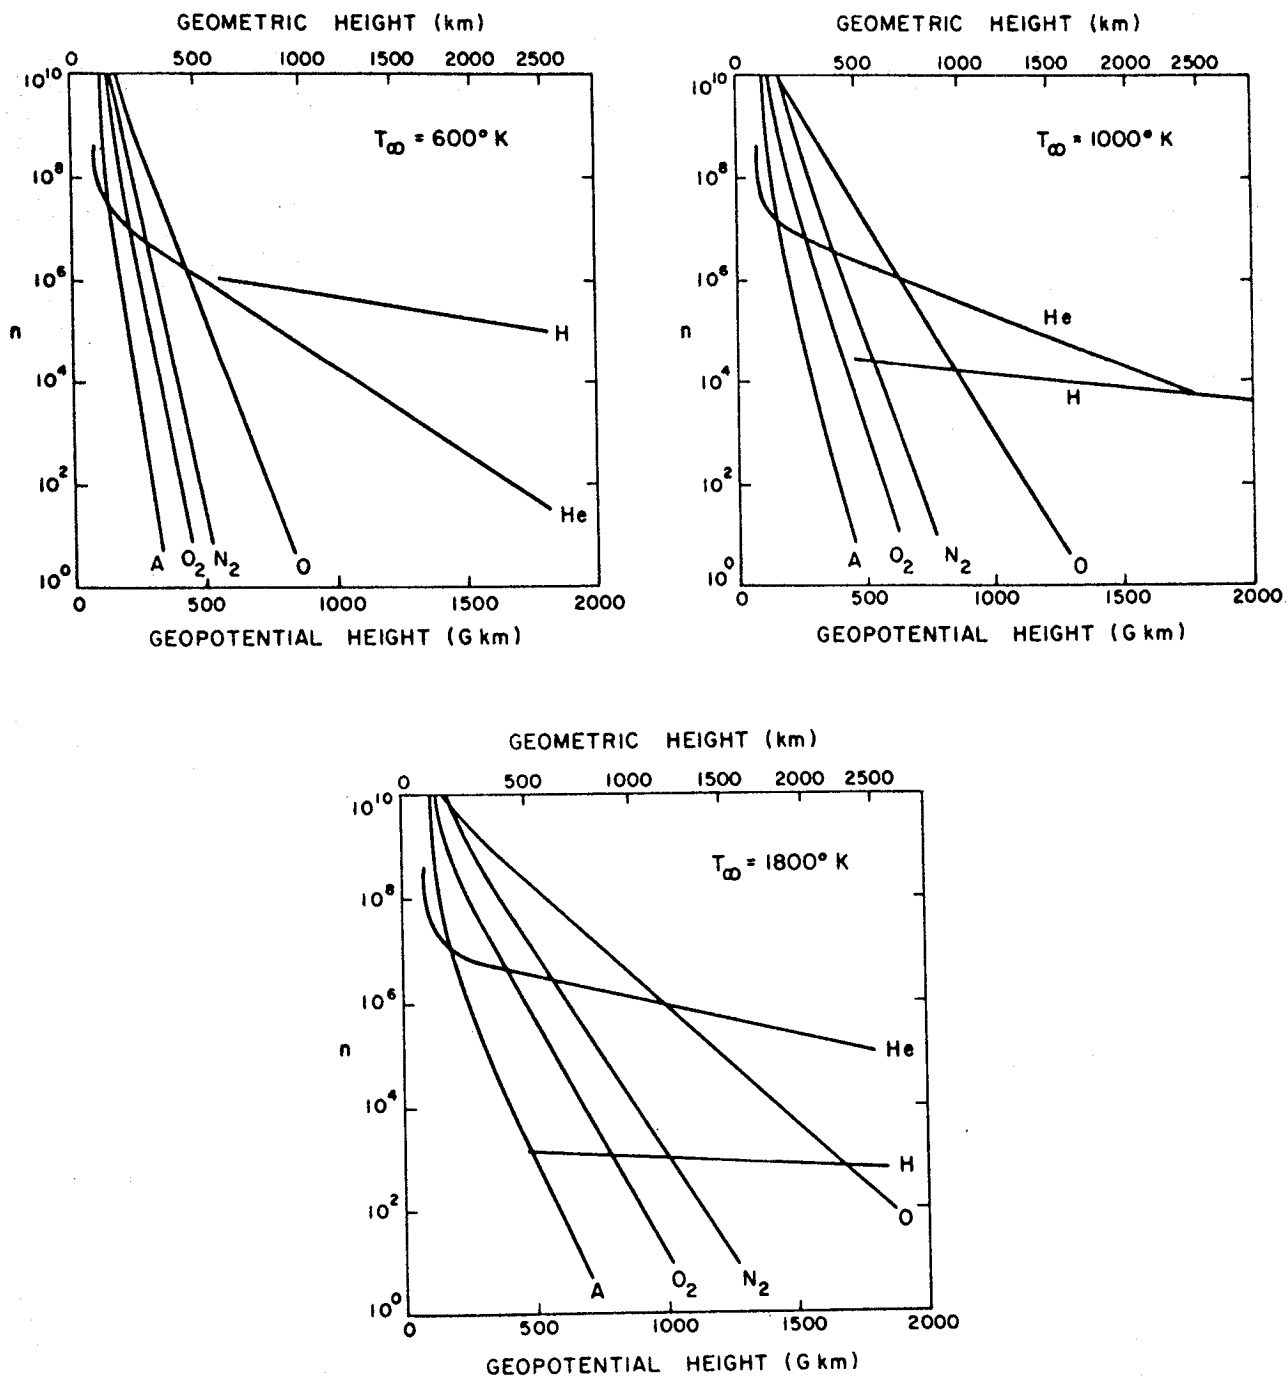 GEOMETRIC HEIGHT (km)
0 500 1000 1500 2000 2500
10^10
10^8
10^6
10^4
10^2
10^0
n
T∞ = 600° K
H
He
A O2 N2 O
0 500 1000 1500 2000
GEOPOTENTIAL HEIGHT (G km)
GEOMETRIC HEIGHT (km)
0 500 1000 1500 2000 2500
10^10
10^8
10^6
10^4
10^2
10^0
n
T∞ = 1000° K
He
H
A O2 N2 O
0 500 1000 1500 2000
GEOPOTENTIAL HEIGHT (G km)
GEOMETRIC HEIGHT (km)
0 500 1000 1500 2000 2500
10^10
10^8
10^6
10^4
10^2
10^0
n
T∞ = 1800° K
He
H
O
A O2 N2
0 500 1000 1500 2000
GEOPOTENTIAL HEIGHT (G km)